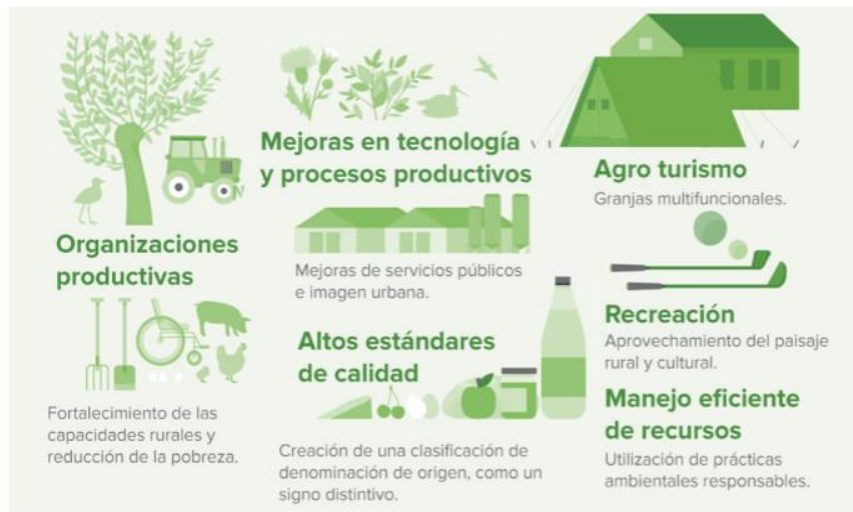 Organizaciones
productivas
Fortalecimiento de las
capacidades rurales y
reducción de la pobreza.
Mejoras en tecnología
y procesos productivos
Mejoras de servicios públicos
e imagen urbana.
Altos estándares
de calidad
Creación de una clasificación de
denominación de origen, como un
signo distintivo.
Agro turismo
Granjas multifuncionales.
Recreación
Aprovechamiento del paisaje
rural y cultural.
Manejo eficiente
de recursos
Utilización de prácticas
ambientales responsables.